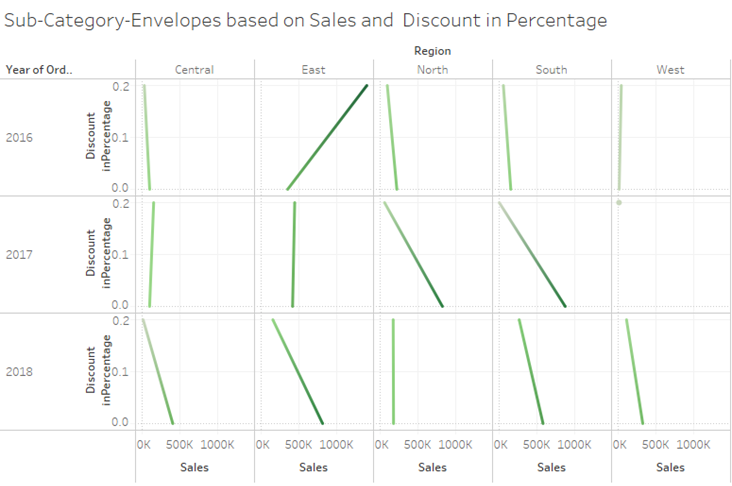 Sub-Category-Envelopes based on Sales and Discount in Percentage
Region
Year of Ord.. Central East North South West
2016
Discount
inPercentage
0.2
0.1
0.0
2017
Discount
inPercentage
0.2
0.1
0.0
2018
Discount
inPercentage
0.2
0.1
0.0
0K 500K 1000K 0K 500K 1000K 0K 500K 1000K 0K 500K 1000K 0K 500K 1000K
Sales Sales Sales Sales Sales